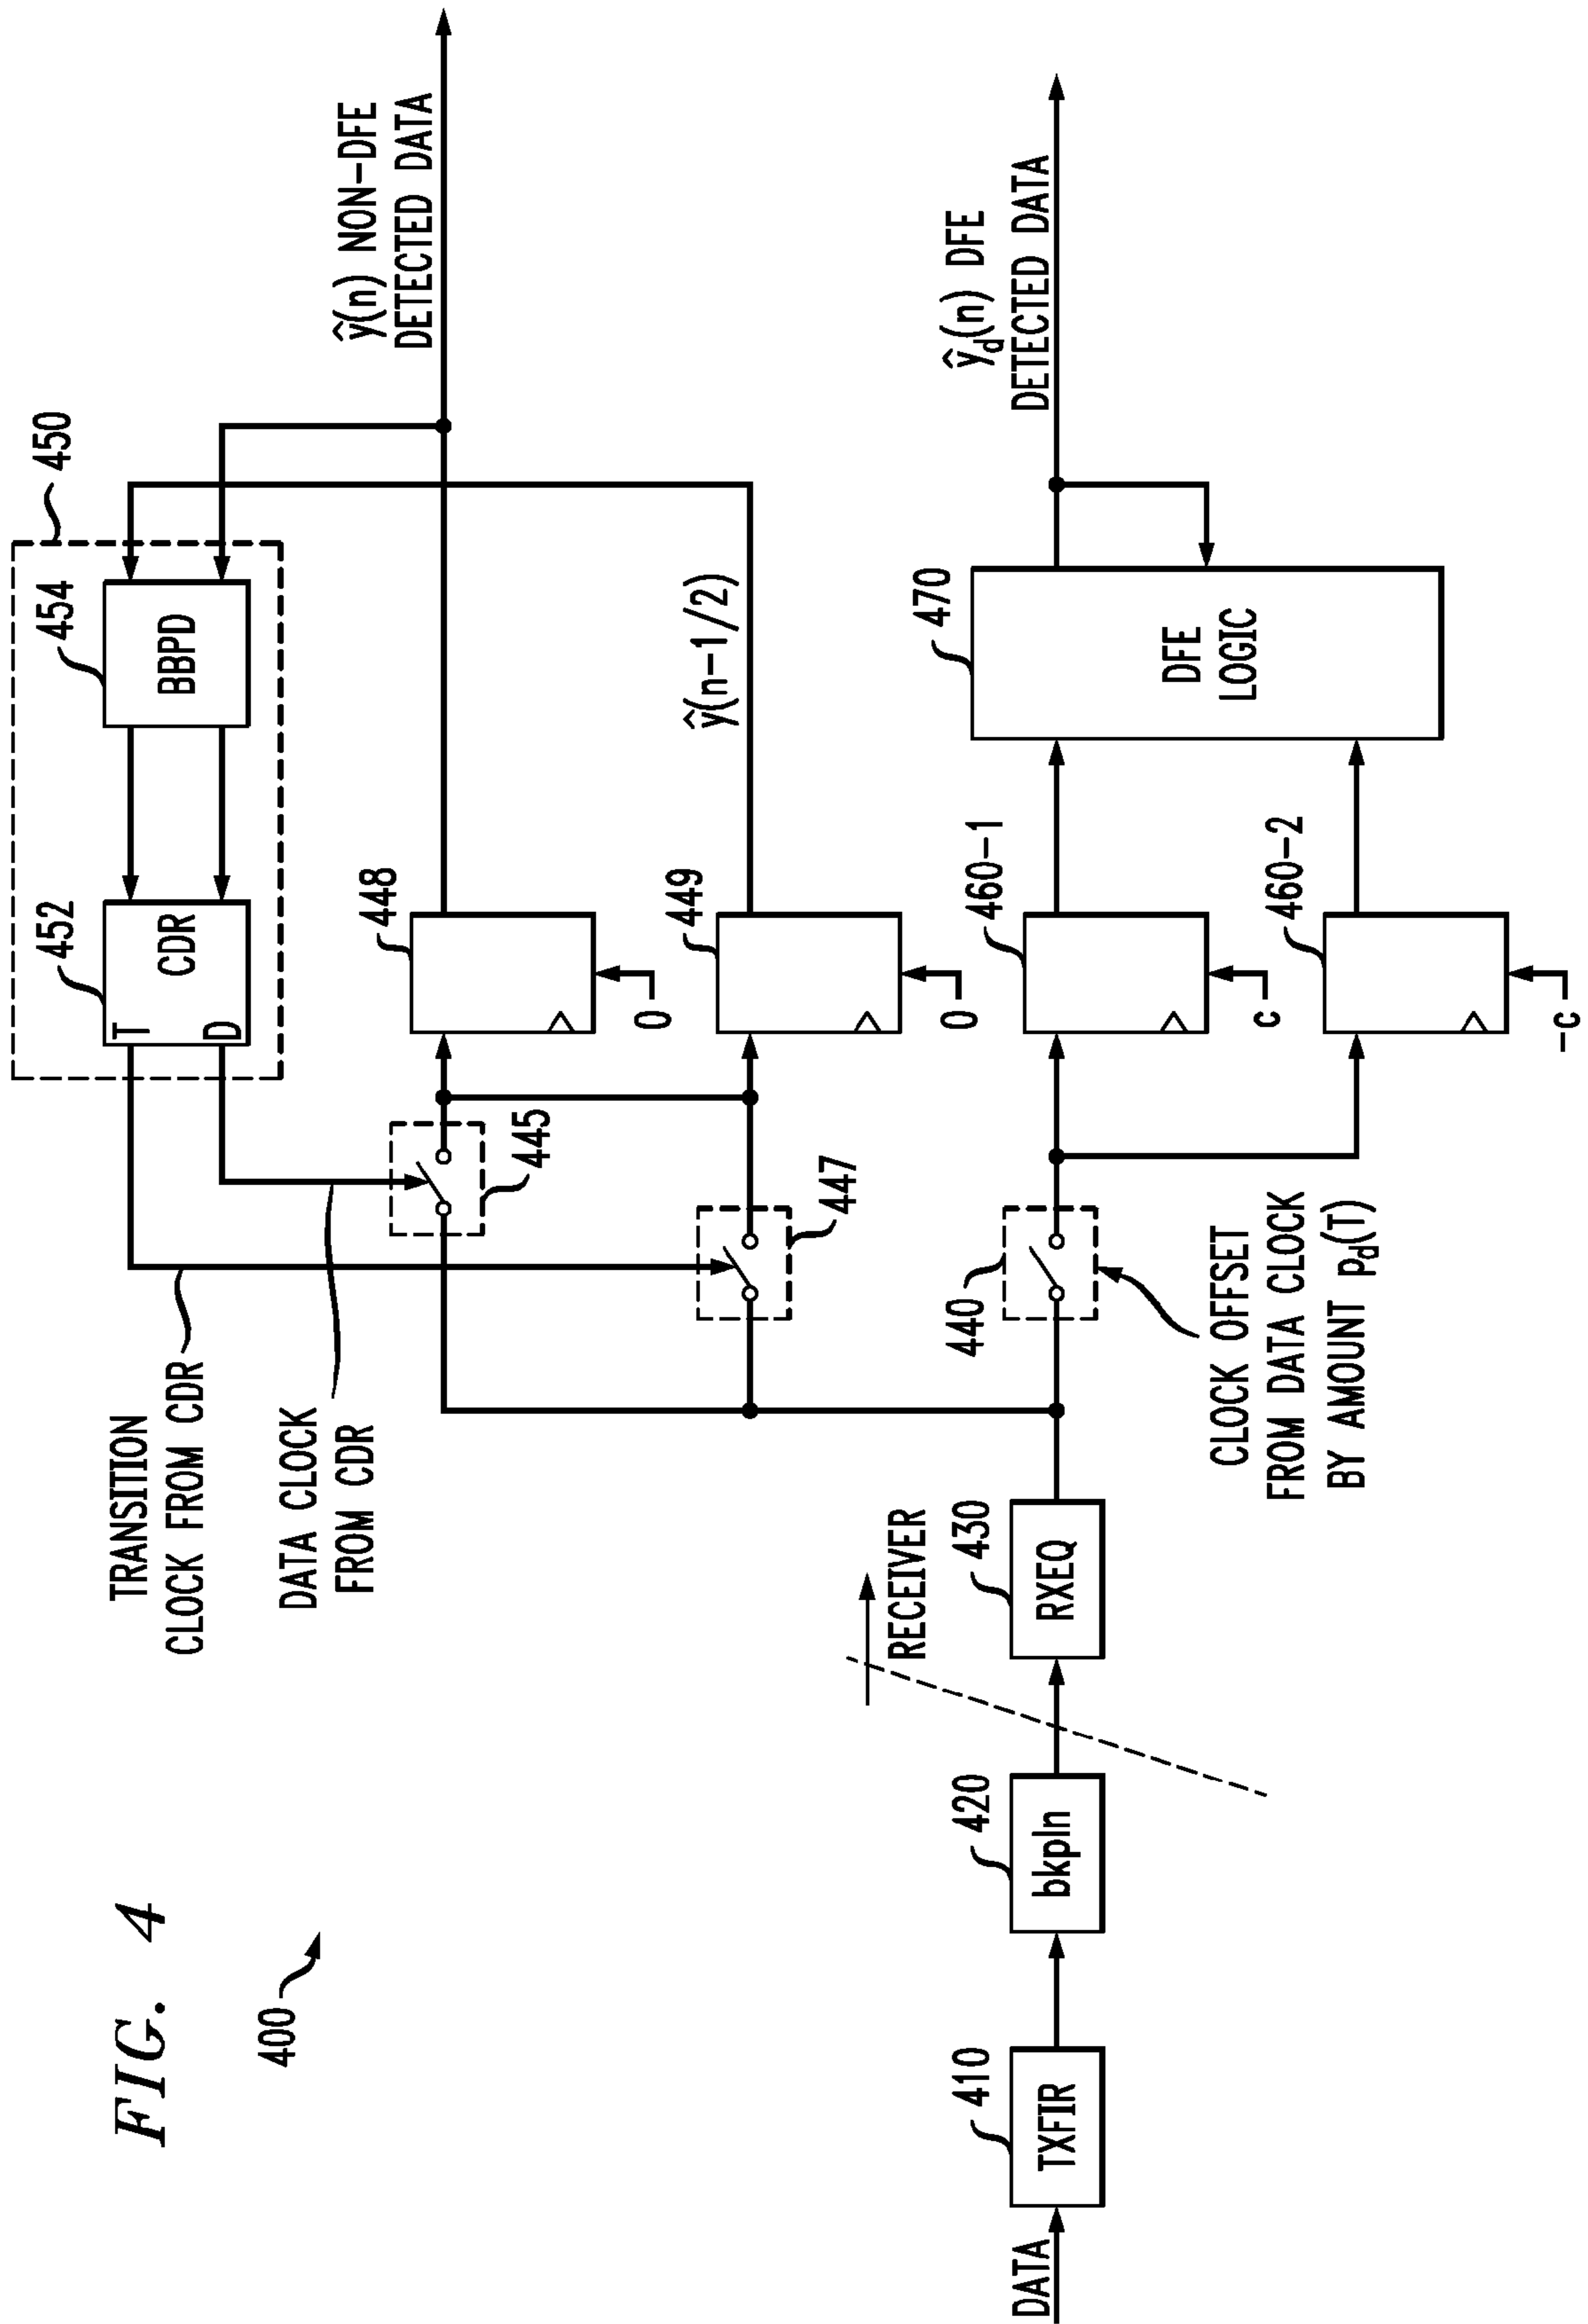 FIG. 4
400
DATA
TXFIR
410
bkpln
420
RECEIVER
RXEQ
430
TRANSITION
CLOCK FROM CDR
DATA CLOCK
FROM CDR
450
452
T
D
CDR
454
BBPD
445
447
440
CLOCK OFFSET
FROM DATA CLOCK
BY AMOUNT p_d(T)
448
0
449
0
460-1
c
460-2
-c
ŷ(n-1/2)
470
DFE
LOGIC
ŷ(n) NON-DFE
DETECTED DATA
ŷ_d(n) DFE
DETECTED DATA